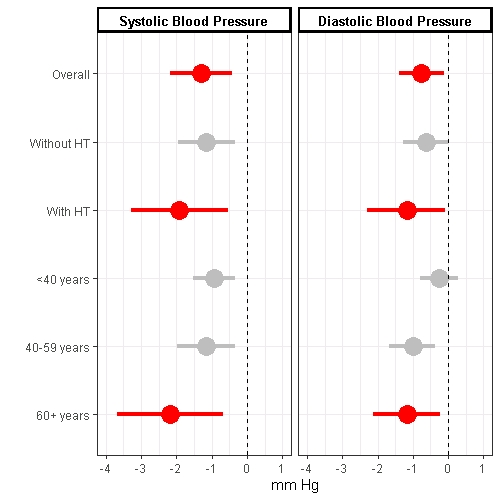 Systolic Blood Pressure
Diastolic Blood Pressure
Overall
Without HT
With HT
<40 years
40-59 years
60+ years
-4 -3 -2 -1 0 1
-4 -3 -2 -1 0 1
mm Hg